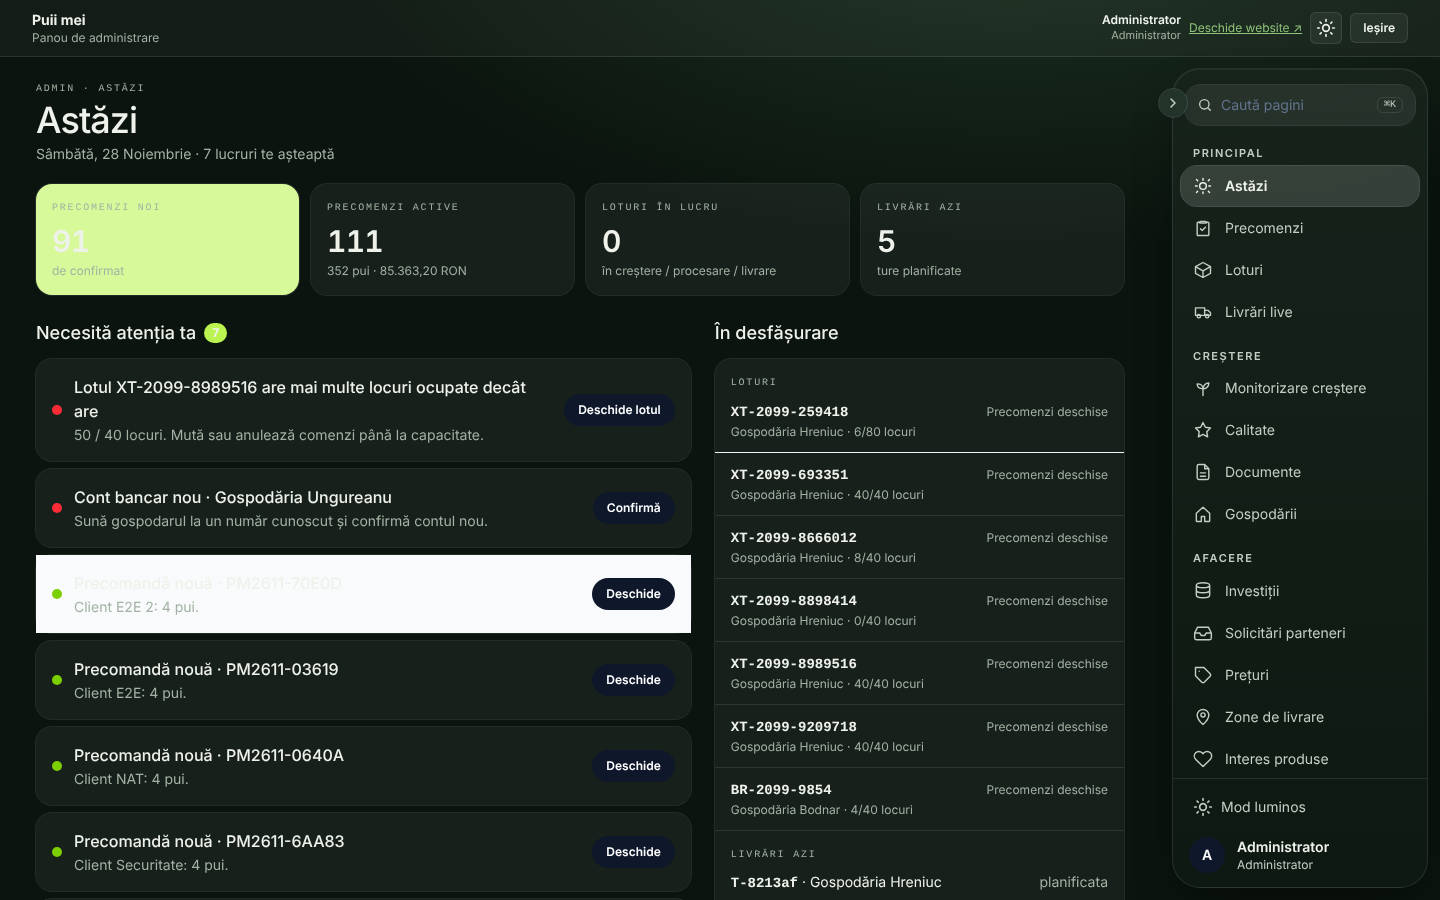 Puii mei
Panou de administrare
Administrator
Administrator
Deschide website ↗
Ieșire
ADMIN · ASTĂZI
Astăzi
Sâmbătă, 28 Noiembrie · 7 lucruri te așteaptă
PRECOMENZI NOI
91
de confirmat
PRECOMENZI ACTIVE
111
352 pui · 85.363,20 RON
LOTURI ÎN LUCRU
0
în creștere / procesare / livrare
LIVRĂRI AZI
5
ture planificate
Necesită atenția ta 7
Lotul XT-2099-8989516 are mai multe locuri ocupate decât
are
50 / 40 locuri. Mută sau anulează comenzi până la capacitate.
Deschide lotul
Cont bancar nou · Gospodăria Ungureanu
Sună gospodarul la un număr cunoscut și confirmă contul nou.
Confirmă
Precomandă nouă · PM2611-70E0D
Client E2E 2: 4 pui.
Deschide
Precomandă nouă · PM2611-03619
Client E2E: 4 pui.
Deschide
Precomandă nouă · PM2611-0640A
Client NAT: 4 pui.
Deschide
Precomandă nouă · PM2611-6AA83
Client Securitate: 4 pui.
Deschide
În desfășurare
LOTURI
XT-2099-259418
Precomenzi deschise
Gospodăria Hreniuc · 6/80 locuri
XT-2099-693351
Precomenzi deschise
Gospodăria Hreniuc · 40/40 locuri
XT-2099-8666012
Precomenzi deschise
Gospodăria Hreniuc · 8/40 locuri
XT-2099-8898414
Precomenzi deschise
Gospodăria Hreniuc · 0/40 locuri
XT-2099-8989516
Precomenzi deschise
Gospodăria Hreniuc · 40/40 locuri
XT-2099-9209718
Precomenzi deschise
Gospodăria Hreniuc · 40/40 locuri
BR-2099-9854
Precomenzi deschise
Gospodăria Bodnar · 4/40 locuri
LIVRĂRI AZI
T-8213af · Gospodăria Hreniuc
planificata
Caută pagini
⌘K
PRINCIPAL
Astăzi
Precomenzi
Loturi
Livrări live
CREȘTERE
Monitorizare creștere
Calitate
Documente
Gospodării
AFACERE
Investiții
Solicitări parteneri
Prețuri
Zone de livrare
Interes produse
Mod luminos
A
Administrator
Administrator